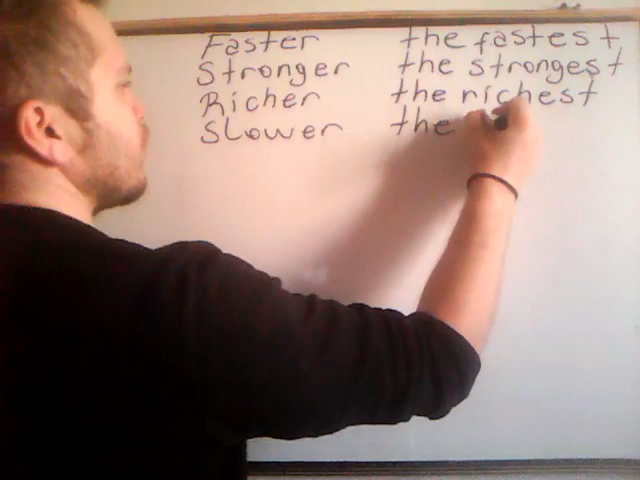 Faster the fastest
Stronger the strongest
Richer the richest
Slower the